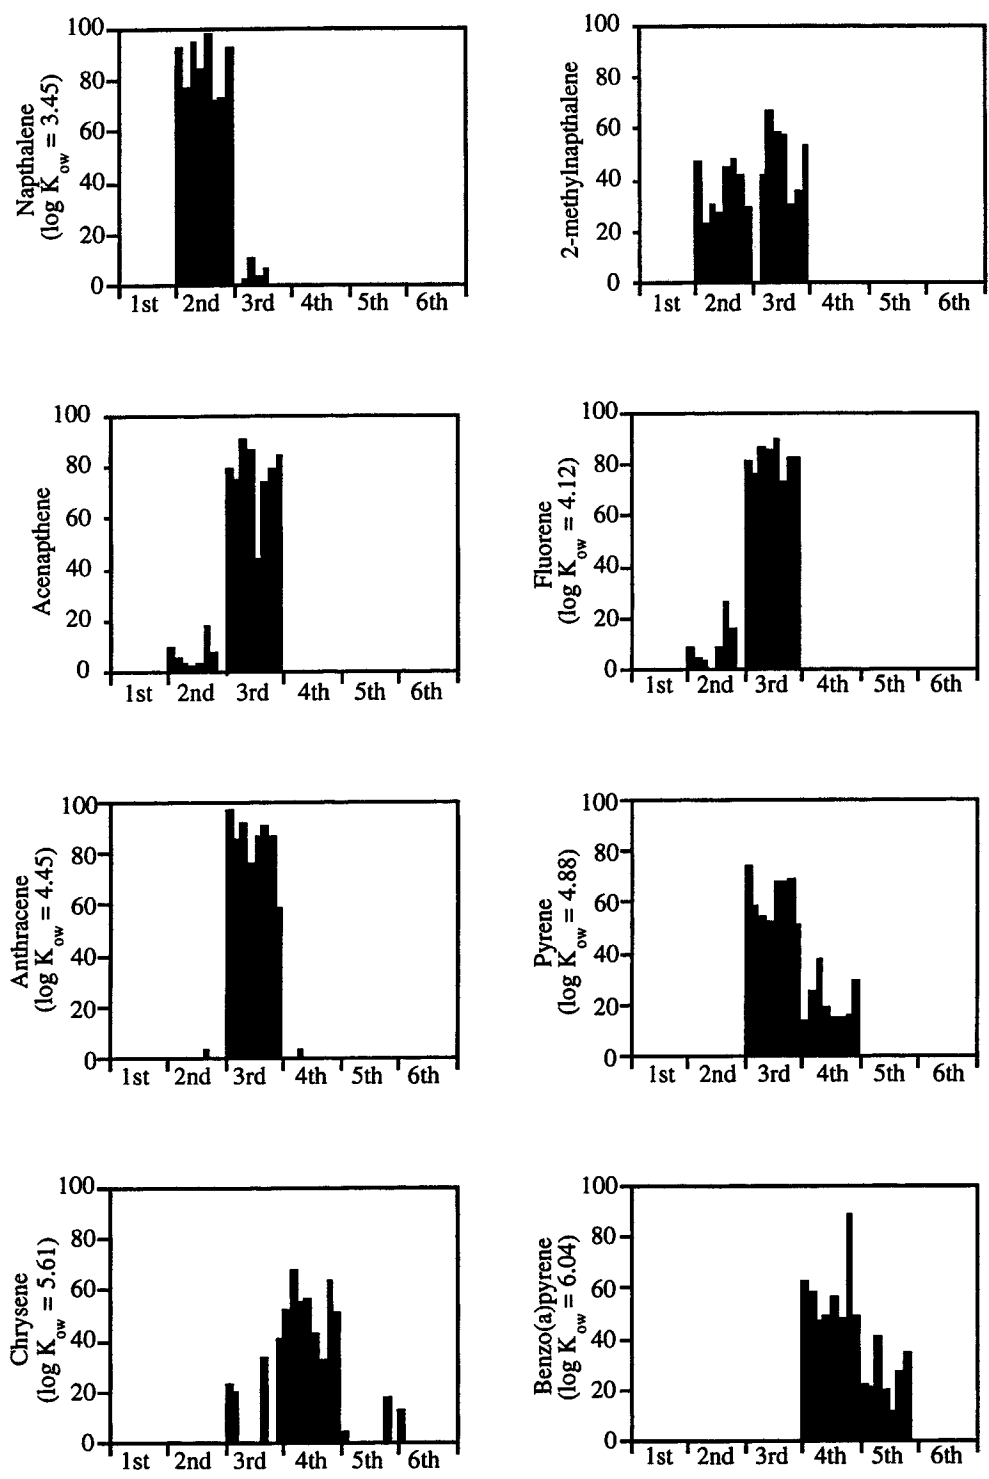 Napthalene
(log Kow = 3.45)
100
80
60
40
20
0
1st 2nd 3rd 4th 5th 6th
2-methylnapthalene
100
80
60
40
20
0
1st 2nd 3rd 4th 5th 6th
Acenapthene
100
80
60
40
20
0
1st 2nd 3rd 4th 5th 6th
Fluorene
(log Kow = 4.12)
100
80
60
40
20
0
1st 2nd 3rd 4th 5th 6th
Anthracene
(log Kow = 4.45)
100
80
60
40
20
0
1st 2nd 3rd 4th 5th 6th
Pyrene
(log Kow = 4.88)
100
80
60
40
20
0
1st 2nd 3rd 4th 5th 6th
Chrysene
(log Kow = 5.61)
100
80
60
40
20
0
1st 2nd 3rd 4th 5th 6th
Benzo(a)pyrene
(log Kow = 6.04)
100
80
60
40
20
0
1st 2nd 3rd 4th 5th 6th